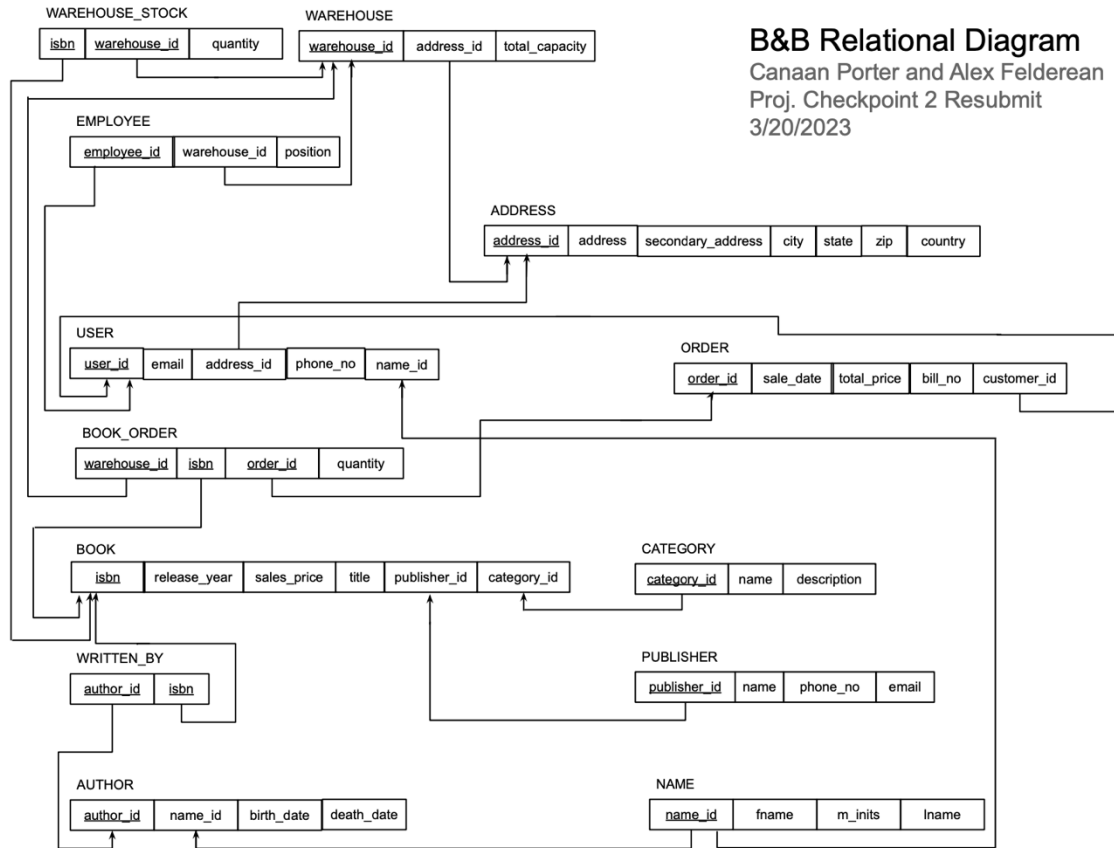 WAREHOUSE_STOCK
isbn warehouse_id quantity
WAREHOUSE
warehouse_id address_id total_capacity
B&B Relational Diagram
Canaan Porter and Alex Felderean
Proj. Checkpoint 2 Resubmit
3/20/2023
EMPLOYEE
employee_id warehouse_id position
ADDRESS
address_id address secondary_address city state zip country
USER
user_id email address_id phone_no name_id
ORDER
order_id sale_date total_price bill_no customer_id
BOOK_ORDER
warehouse_id isbn order_id quantity
BOOK
isbn release_year sales_price title publisher_id category_id
CATEGORY
category_id name description
WRITTEN_BY
author_id isbn
PUBLISHER
publisher_id name phone_no email
AUTHOR
author_id name_id birth_date death_date
NAME
name_id fname m_inits lname